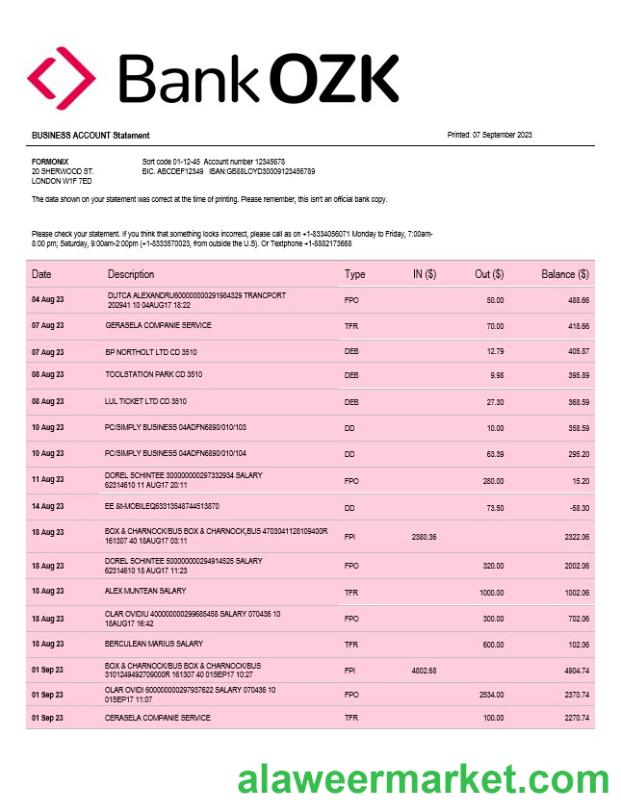 Bank OZK
BUSINESS ACCOUNT Statement Printed: 07 September 2023
FORMONIX Sort code 01-12-45 Account number 12345678
20 SHERWOOD ST. BIC. ABCDEF12349 IBAN:GB88LOYD30009123456789
LONDON W1F 7ED
The data shown on your statement was correct at the time of printing. Please remember, this isn't an official bank copy.
Please check your statement. If you think that something looks incorrect, please call as on +1-8334056071 Monday to Friday, 7:00am-
8:00 pm; Saturday, 9:00am-2:00pm (+1-8333570023, from outside the U.S). Or Textphone +1-8882173668
Date Description Type IN ($) Out ($) Balance ($)
04 Aug 23 DUTCA ALEXANDRU600000000291984329 TRANCPORT FPO 50.00 488.66
202941 10 04AUG17 18:22
07 Aug 23 GERASELA COMPANIE SERVICE TFR 70.00 418.66
07 Aug 23 BP NORTHOLT LTD CD 3510 DEB 12.79 405.87
08 Aug 23 TOOLSTATION PARK CD 3510 DEB 9.98 395.89
08 Aug 23 LUL TICKET LTD CD 3510 DEB 27.30 368.59
10 Aug 23 PC/SIMPLY BUSINESS 04ADFN6890/010/103 DD 10.00 358.59
10 Aug 23 PC/SIMPLY BUSINESS 04ADFN6890/010/104 DD 63.39 295.20
11 Aug 23 DOREL SCHINTEE 300000000297332934 SALARY FPO 280.00 15.20
62314610 11 AUG17 20:11
14 Aug 23 EE &t-MOBILEQ63313548744513870 DD 73.50 -58.30
18 Aug 23 BOX & CHARNOCK/BUS BOX & CHARNOCK,BUS 4703041128109400R FPI 2380.36 2322.06
161307 40 18AUG17 03:11
18 Aug 23 DOREL SCHINTEE 500000000294914525 SALARY FPO 320.00 2002.06
62314610 18 AUG17 11:23
18 Aug 23 ALEX MUNTEAN SALARY TFR 1000.00 1002.06
18 Aug 23 OLAR OVIDIU 400000000299685458 SALARY 070436 10 FPO 300.00 702.06
18AUG17 16:42
18 Aug 23 BERCULEAN MARIUS SALARY TFR 600.00 102.06
01 Sep 23 BOX & CHARNOCK/BUS BOX & CHARNOCK/BUS FPI 4802.68 4904.74
3101249492709000R 161307 40 01SEP17 10:27
01 Sep 23 OLAR OVIDI 600000000297937622 SALARY 070436 10 FPO 2534.00 2370.74
01SEP17 11:07
01 Sep 23 CERASELA COMPANIE SERVICE TFR 100.00 2270.74
alaweermarket.com